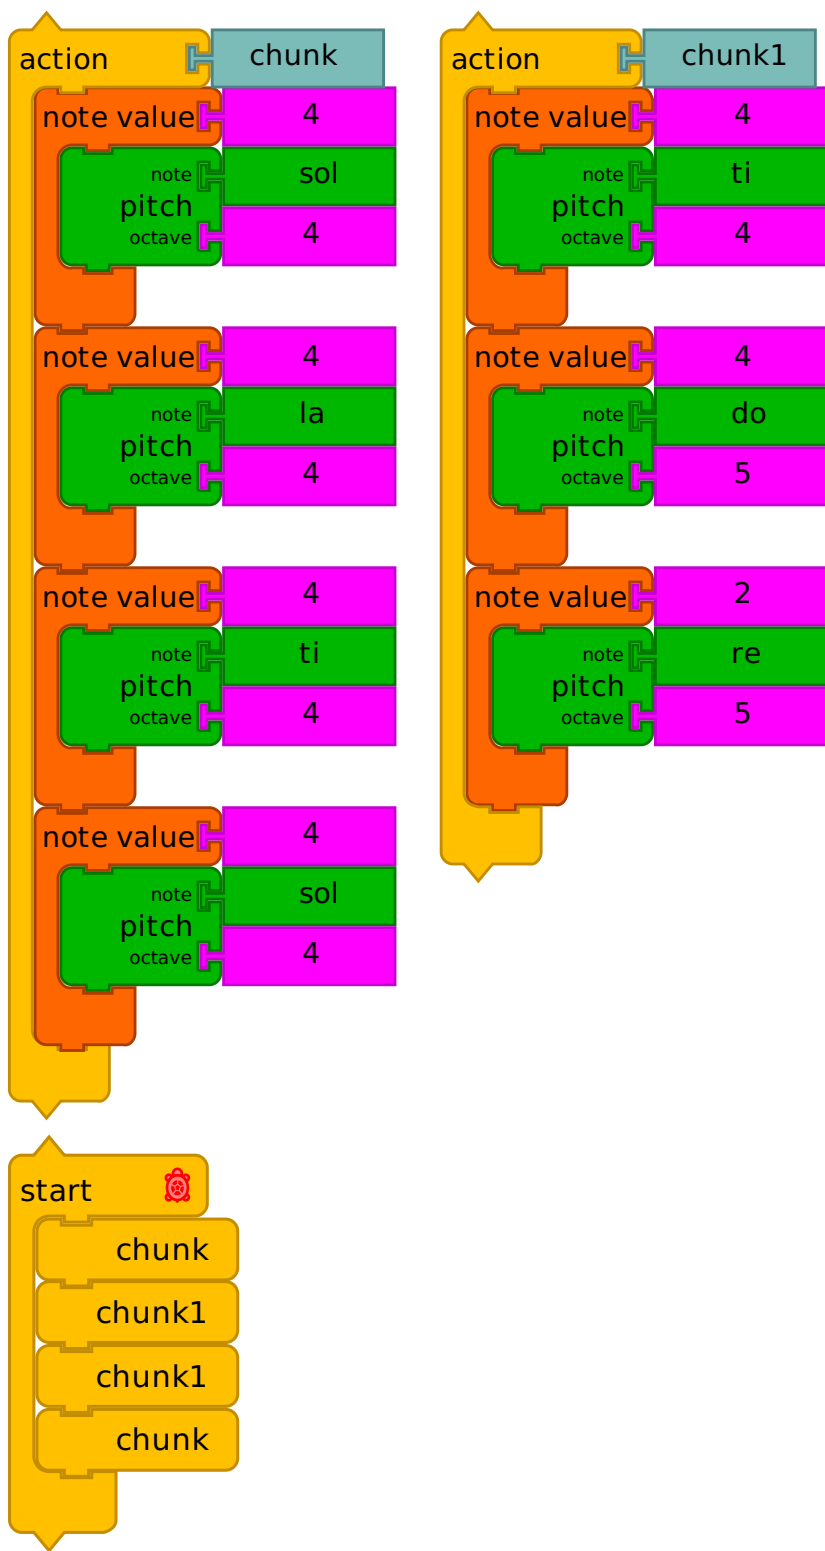 action chunk
note value 4
note sol
pitch
octave 4
note value 4
note la
pitch
octave 4
note value 4
note ti
pitch
octave 4
note value 4
note sol
pitch
octave 4
action chunk1
note value 4
note ti
pitch
octave 4
note value 4
note do
pitch
octave 5
note value 2
note re
pitch
octave 5
start
chunk
chunk1
chunk1
chunk